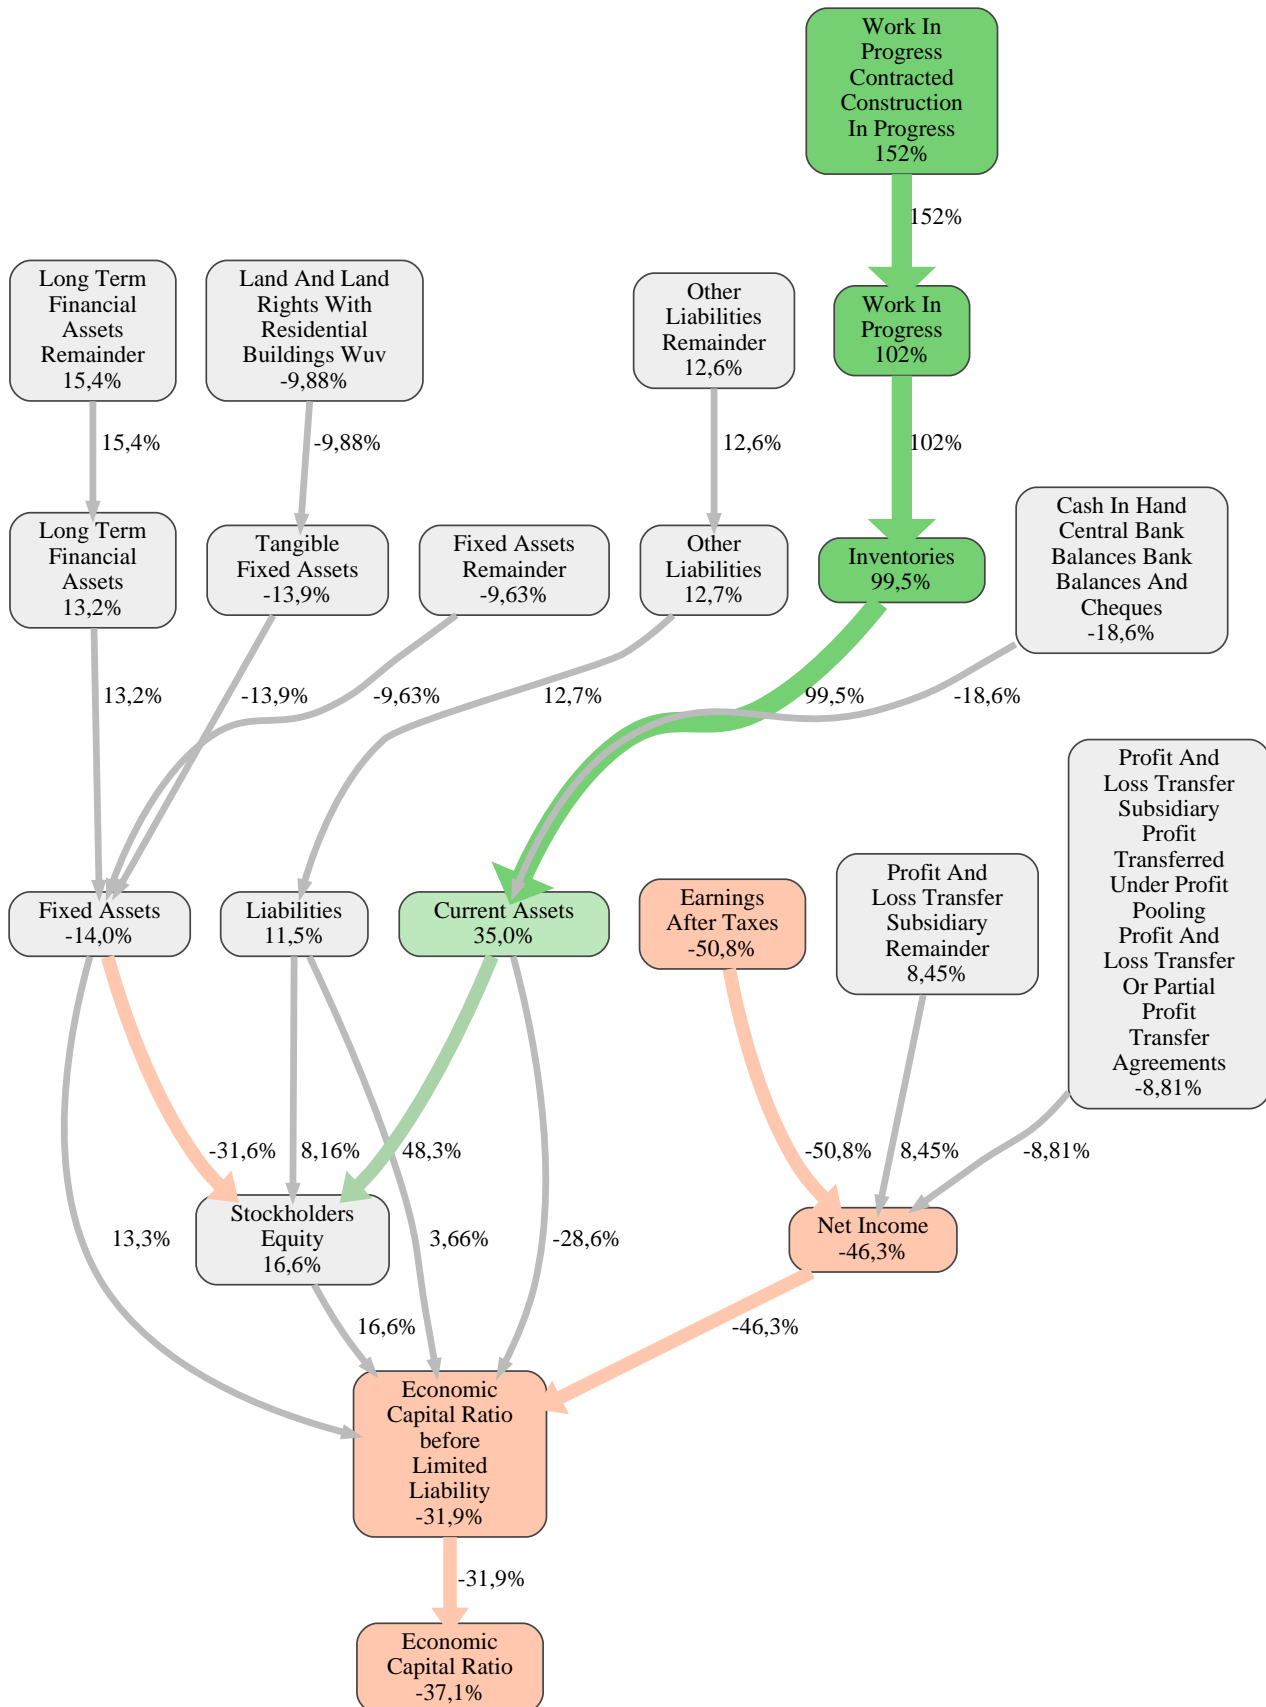 Work In
Progress
Contracted
Construction
In Progress
152%
152%
Long Term
Financial
Assets
Remainder
15,4%
Land And Land
Rights With
Residential
Buildings Wuv
-9,88%
Other
Liabilities
Remainder
12,6%
Work In
Progress
102%
15,4%
-9,88%
12,6%
102%
Long Term
Financial
Assets
13,2%
Tangible
Fixed Assets
-13,9%
Fixed Assets
Remainder
-9,63%
Other
Liabilities
12,7%
Inventories
99,5%
Cash In Hand
Central Bank
Balances Bank
Balances And
Cheques
-18,6%
13,2%
-13,9%
-9,63%
12,7%
99,5%
-18,6%
Fixed Assets
-14,0%
Liabilities
11,5%
Current Assets
35,0%
Earnings
After Taxes
-50,8%
Profit And
Loss Transfer
Subsidiary
Remainder
8,45%
Profit And
Loss Transfer
Subsidiary
Profit
Transferred
Under Profit
Pooling
Profit And
Loss Transfer
Or Partial
Profit
Transfer
Agreements
-8,81%
-31,6%
8,16%
48,3%
-50,8%
8,45%
-8,81%
13,3%
Stockholders
Equity
16,6%
3,66%
-28,6%
Net Income
-46,3%
16,6%
-46,3%
Economic
Capital Ratio
before
Limited
Liability
-31,9%
-31,9%
Economic
Capital Ratio
-37,1%